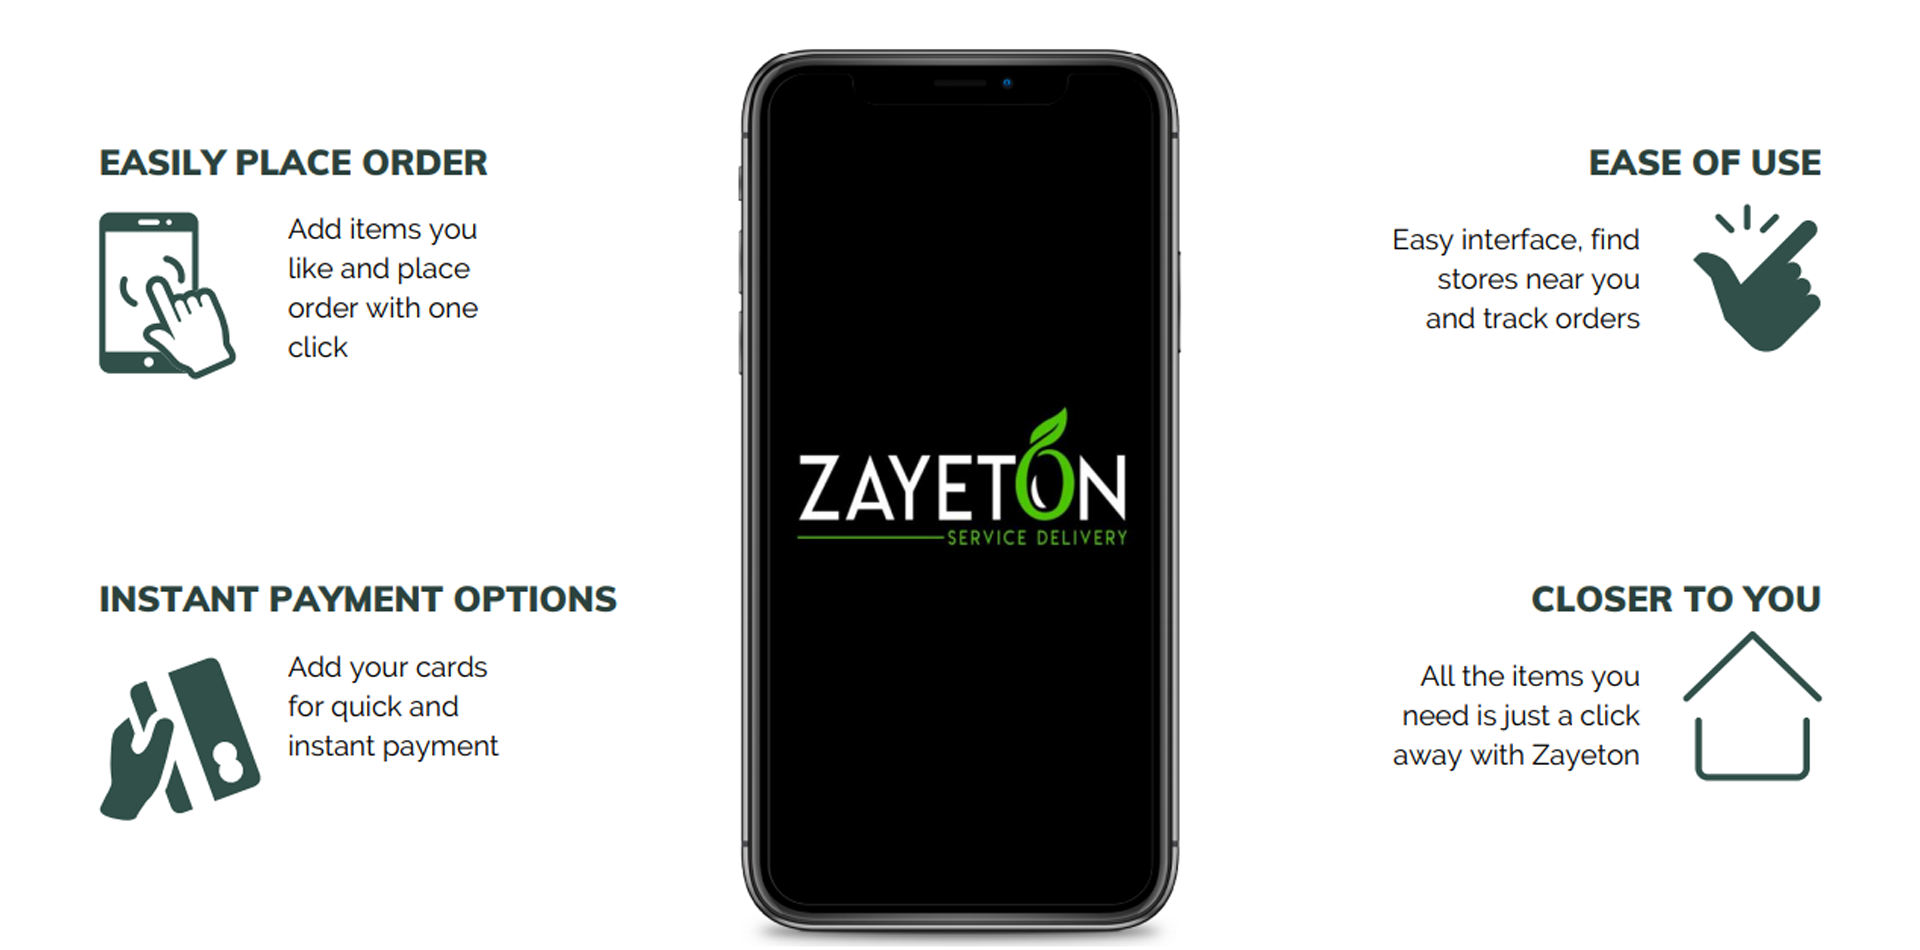 EASILY PLACE ORDER
Add items you
like and place
order with one
click
INSTANT PAYMENT OPTIONS
Add your cards
for quick and
instant payment
ZAYETON
SERVICE DELIVERY
EASE OF USE
Easy interface, find
stores near you
and track orders
CLOSER TO YOU
All the items you
need is just a click
away with Zayeton